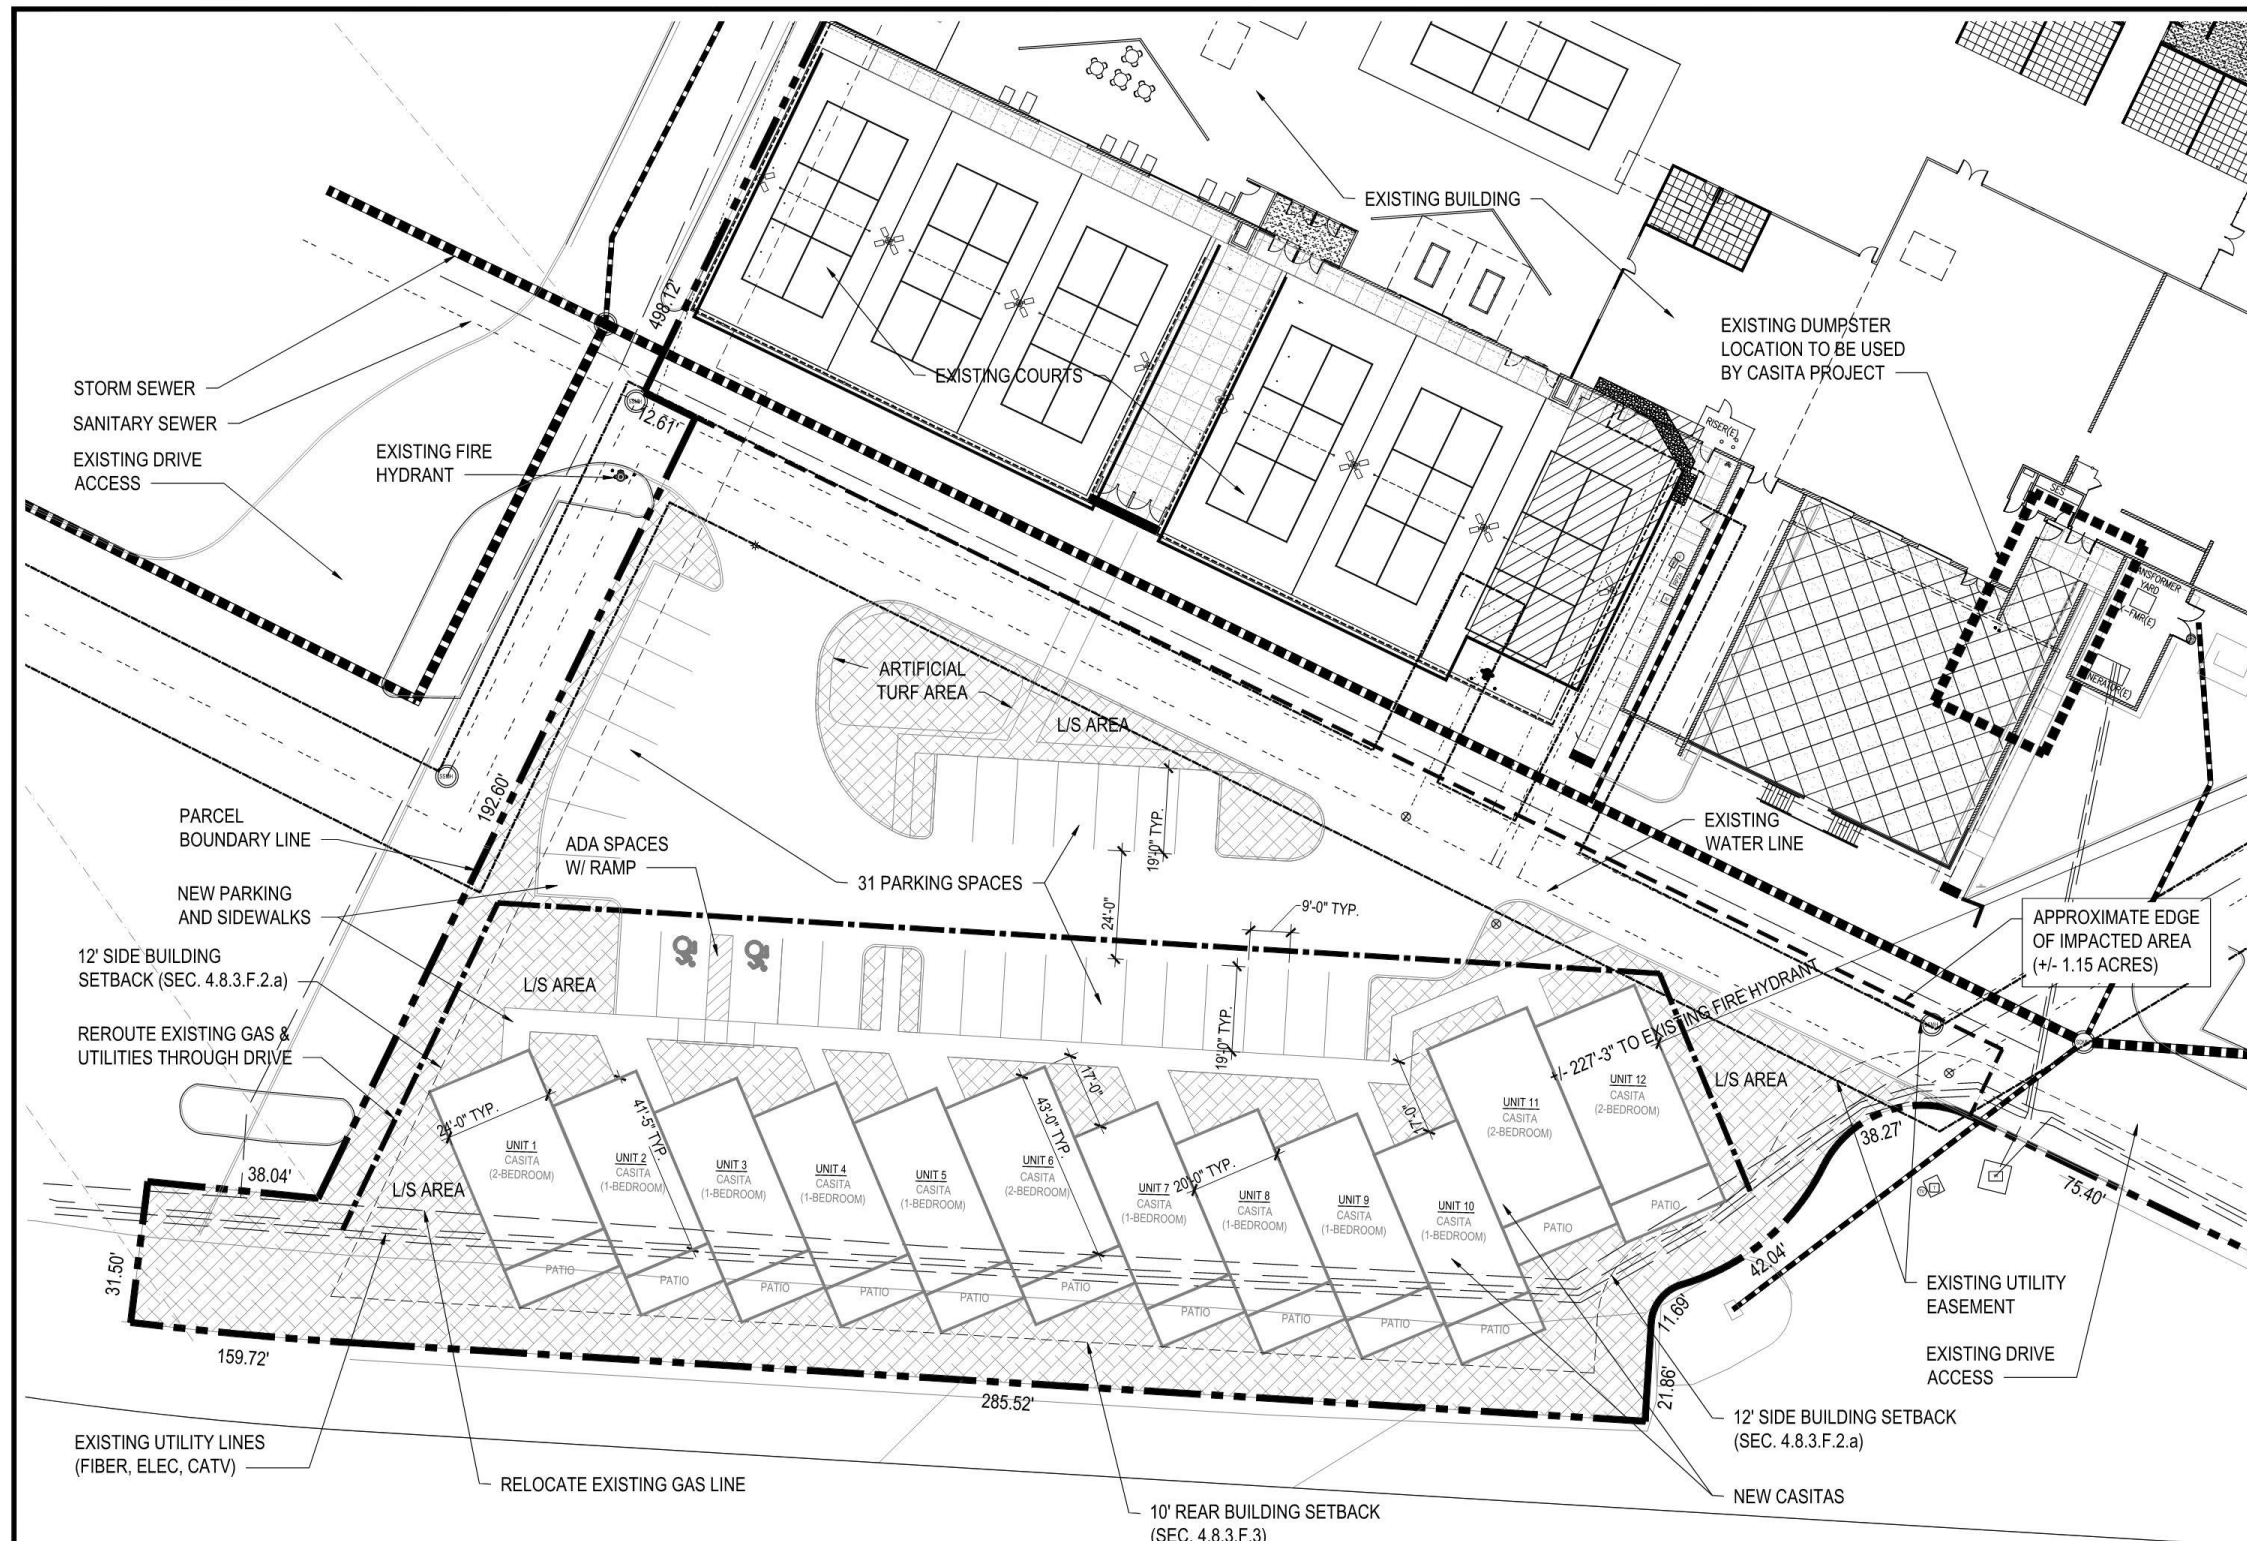 EXISTING BUILDING
498.12'
EXISTING DUMPSTER
LOCATION TO BE USED
BY CASITA PROJECT
STORM SEWER
SANITARY SEWER
EXISTING DRIVE
ACCESS
EXISTING FIRE
HYDRANT
SSMH
12.61'
EXISTING COURTS
RISER(E)
SES
TRANSFORMER
YARD
XFMR(E)
GENERATOR(E)
ARTIFICIAL
TURF AREA
L/S AREA
SSMH
192.60'
PARCEL
BOUNDARY LINE
ADA SPACES
W/ RAMP
31 PARKING SPACES
19'-0" TYP.
EXISTING
WATER LINE
NEW PARKING
AND SIDEWALKS
24'-0"
9'-0" TYP.
APPROXIMATE EDGE
OF IMPACTED AREA
(+/- 1.15 ACRES)
12' SIDE BUILDING
SETBACK (SEC. 4.8.3.F.2.a)
L/S AREA
REROUTE EXISTING GAS &
UTILITIES THROUGH DRIVE
19'-0" TYP.
+/- 227'-3" TO EXISTING FIRE HYDRANT
L/S AREA
24'-0" TYP.
41'-5" TYP.
43'-0" TYP.
17'-0"
17'-0"
20'-0" TYP.
UNIT 1
CASITA
(2-BEDROOM)
UNIT 2
CASITA
(1-BEDROOM)
UNIT 3
CASITA
(1-BEDROOM)
UNIT 4
CASITA
(1-BEDROOM)
UNIT 5
CASITA
(1-BEDROOM)
UNIT 6
CASITA
(2-BEDROOM)
UNIT 7
CASITA
(1-BEDROOM)
UNIT 8
CASITA
(1-BEDROOM)
UNIT 9
CASITA
(1-BEDROOM)
UNIT 10
CASITA
(1-BEDROOM)
UNIT 11
CASITA
(2-BEDROOM)
UNIT 12
CASITA
(2-BEDROOM)
38.27'
75.40'
38.04'
L/S AREA
31.50'
PATIO
PATIO
PATIO
PATIO
PATIO
PATIO
PATIO
PATIO
PATIO
PATIO
PATIO
PATIO
42.04'
11.69'
21.86'
EXISTING UTILITY
EASEMENT
EXISTING DRIVE
ACCESS
159.72'
285.52'
12' SIDE BUILDING SETBACK
(SEC. 4.8.3.F.2.a)
EXISTING UTILITY LINES
(FIBER, ELEC, CATV)
RELOCATE EXISTING GAS LINE
NEW CASITAS
10' REAR BUILDING SETBACK
(SEC. 4.8.3.F.3)